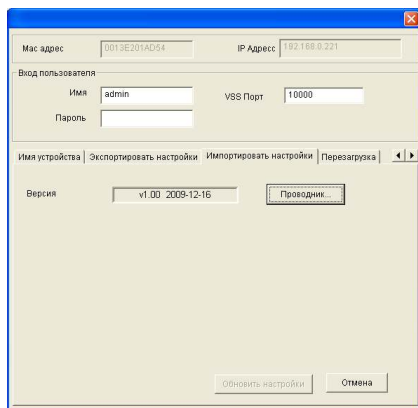 Мас адрес 0013E201AD54 IP Адресс 192.168.0.221
Вход пользователя
Имя admin VSS Порт 10000
Пароль
Имя устройства Экспортировать настройки Импортировать настройки Перезагрузка
Версия v1.00 2009-12-16 Проводник...
Обновить настройки Отмена